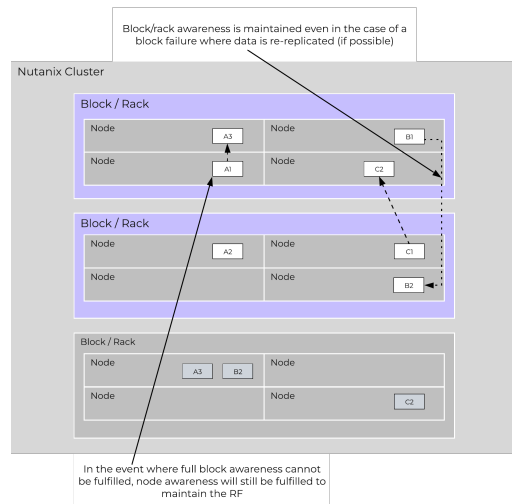 Block/rack awareness is maintained even in the case of a
block failure where data is re-replicated (if possible)
Nutanix Cluster
Block / Rack
Node
A3
Node
B1
Node
A1
Node
C2
Block / Rack
Node
A2
Node
C1
Node
Node
B2
Block / Rack
Node
A3
B2
Node
Node
Node
C2
In the event where full block awareness cannot
be fulfilled, node awareness will still be fulfilled to
maintain the RF